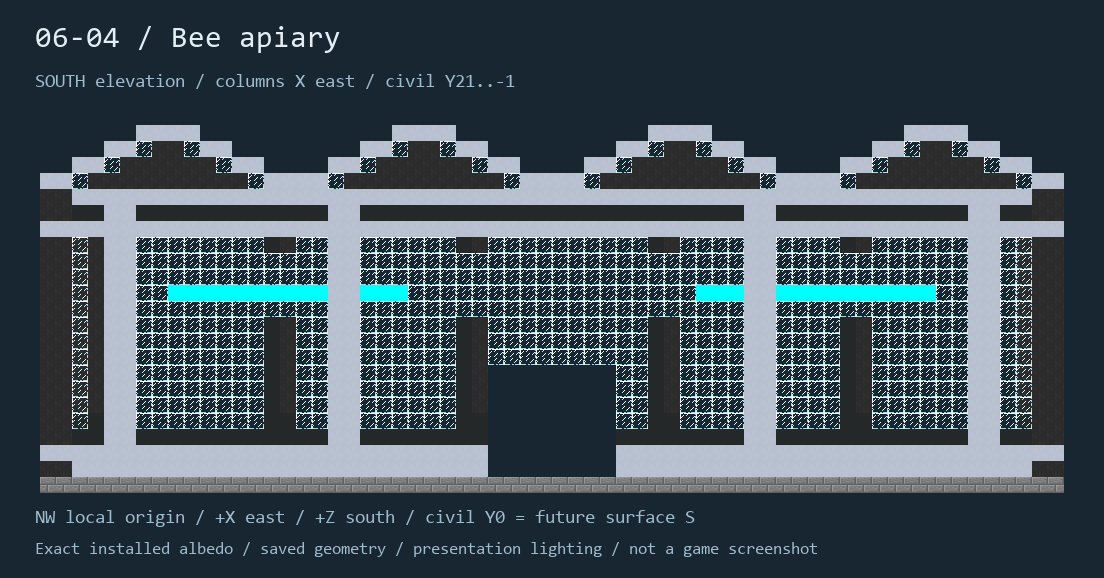 06-04 / Bee apiary
SOUTH elevation / columns X east / civil Y21..-1
NW local origin / +X east / +Z south / civil Y0 = future surface S
Exact installed albedo / saved geometry / presentation lighting / not a game screenshot